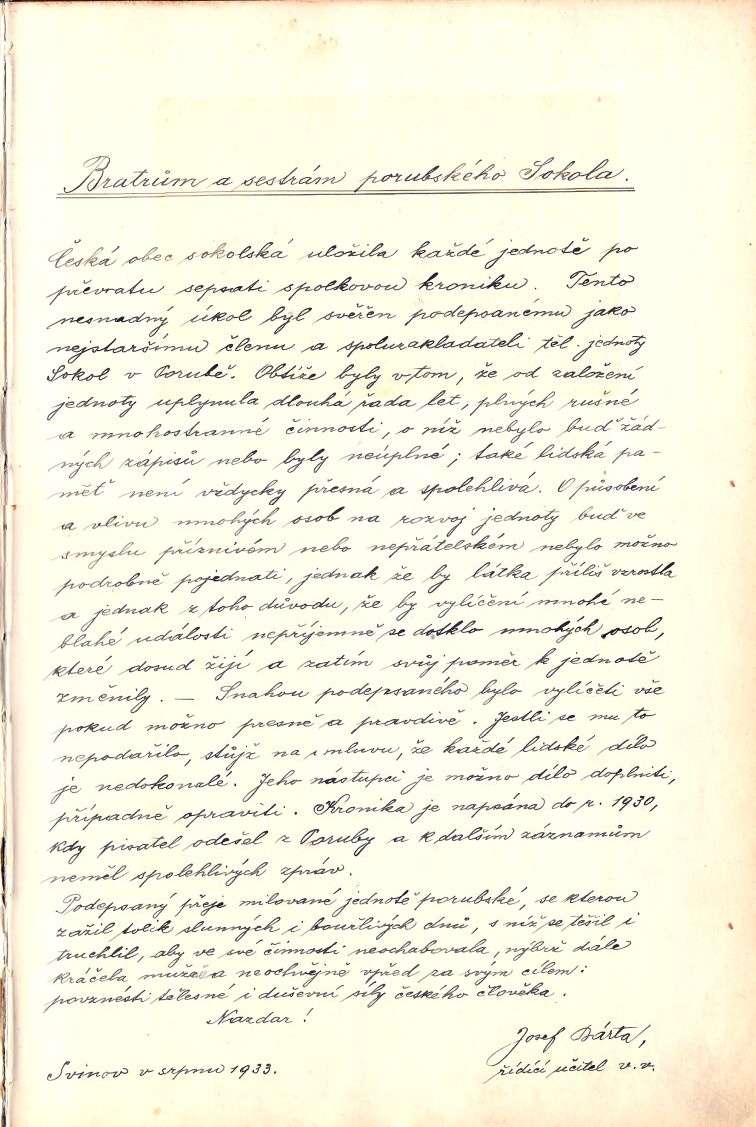 Bratrům a sestrám porubského Sokola.
Česká obec sokolská uložila každé jednotě po
převratu sepsati spolkovou kroniku. Tento
nesnadný úkol byl svěřen podepsanému jako
nejstaršímu členu a spoluzakladateli těl. jednoty
Sokol v Porubě. Obtíže byly v tom, že od založení
jednoty uplynula dlouhá řada let, plných rušné
a mnohostranné činnosti, o níž nebylo buď žád-
ných zápisů nebo byly neúplné; také lidská pa-
měť není vždycky přesná a spolehlivá. O působení
a vlivu mnohých osob na rozvoj jednoty buď ve
smyslu příznivém nebo nepřátelském nebylo možno
podrobně pojednati, jednak že by látka příliš vzrostla
a jednak z toho důvodu, že by vylíčení mnohé ne-
blahé události nepříjemně se dotklo mnohých osob,
které dosud žijí a zatím svůj poměr k jednotě
změnily. — Snahou podepsaného bylo vylíčeti vše
pokud možno přesně a pravdivě. Jestli se mu to
nepodařilo, stůjž na omluvu, že každé lidské dílo
je nedokonalé. Jeho nástupci je možno dílo doplniti,
případně opraviti. Kronika je napsána do r. 1930,
kdy pisatel odešel z Poruby a k dalším záznamům
neměl spolehlivých zpráv.
Podepsaný přeje milované jednotě porubské, se kterou
zažil tolik slunných i bouřlivých dnů, s níž se těšil i
truchlil, aby ve své činnosti neochabovala, nýbrž dále
kráčela mužně a neochvějně vpřed za svým cílem:
povznésti tělesné i duševní síly českého člověka.
Nazdar!
Josef Bárta,
Svinov v srpnu 1933.
řídící učitel v. v.